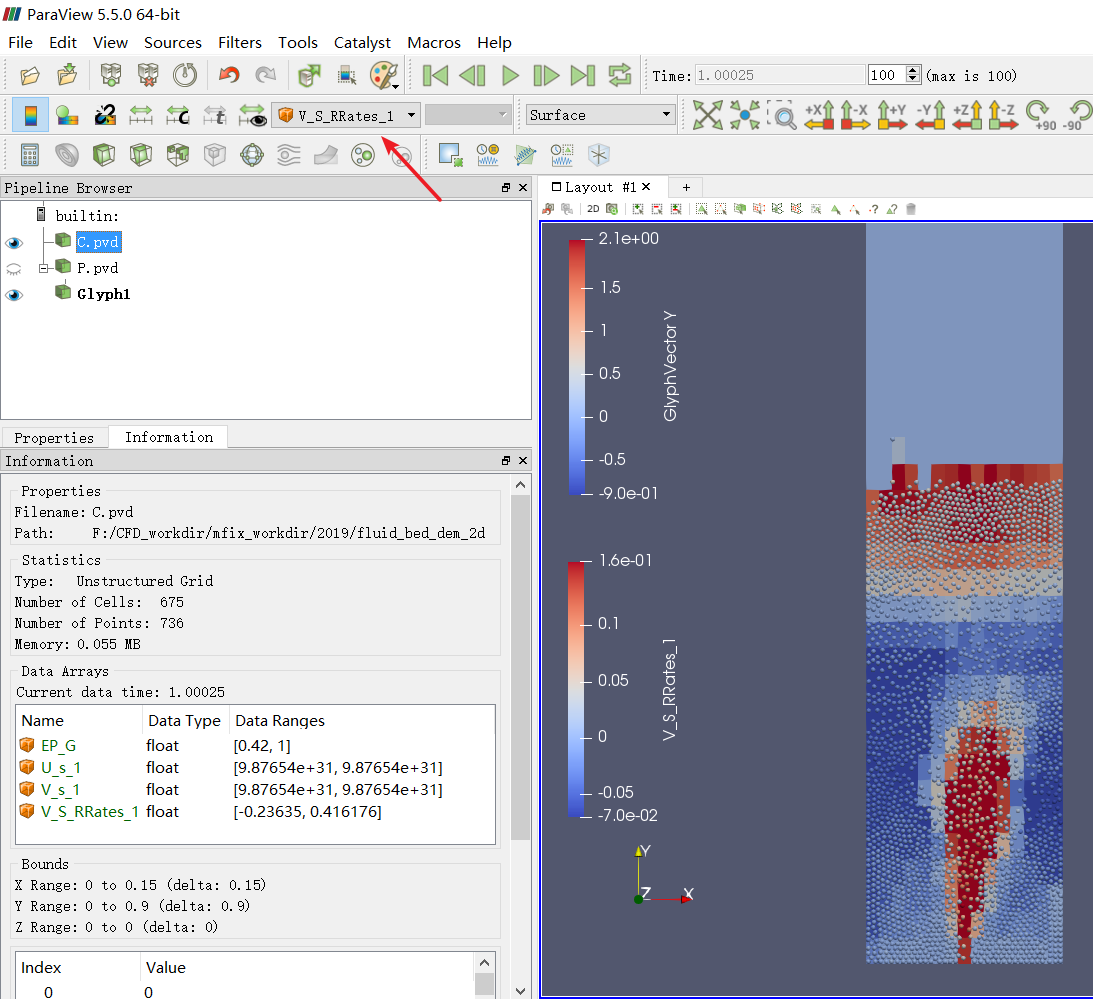 ParaView 5.5.0 64-bit
File Edit View Sources Filters Tools Catalyst Macros Help
Time: 1.00025 100 (max is 100)
C t V_S_RRates_1 Surface +X -X +Y -Y +Z -Z +90 -90
Pipeline Browser
Layout #1 +
builtin:
2D
C.pvd
P.pvd
Glyph1
Properties Information
Information
Properties
Filename: C.pvd
Path: F:/CFD_workdir/mfix_workdir/2019/fluid_bed_dem_2d
Statistics
Type: Unstructured Grid
Number of Cells: 675
Number of Points: 736
Memory: 0.055 MB
Data Arrays
Current data time: 1.00025
Name Data Type Data Ranges
EP_G float [0.42, 1]
U_s_1 float [9.87654e+31, 9.87654e+31]
V_s_1 float [9.87654e+31, 9.87654e+31]
V_S_RRates_1 float [-0.23635, 0.416176]
Bounds
X Range: 0 to 0.15 (delta: 0.15)
Y Range: 0 to 0.9 (delta: 0.9)
Z Range: 0 to 0 (delta: 0)
Index Value
0 0
2.1e+00
1.5
1
0.5
0
-0.5
-9.0e-01
GlyphVector Y
1.6e-01
0.1
0.05
0
-0.05
-7.0e-02
V_S_RRates_1
Y
Z X